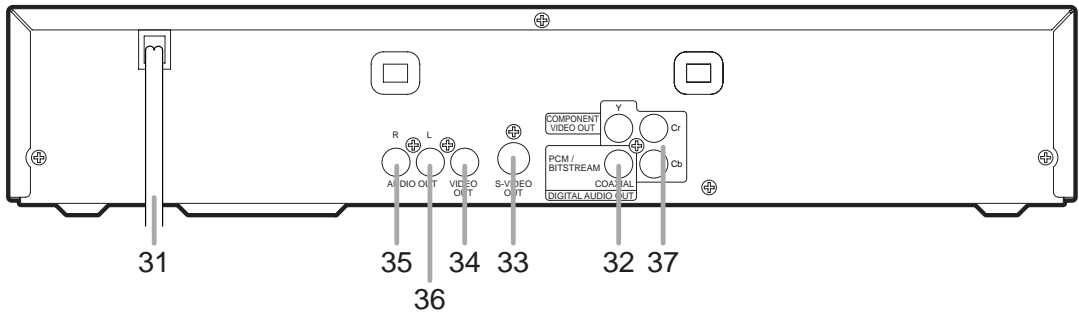 Y
COMPONENT
VIDEO OUT
Cr
R
L
PCM /
BITSTREAM
Cb
AUDIO OUT
VIDEO
OUT
S-VIDEO
OUT
COAXIAL
DIGITAL AUDIO OUT
31
35
34
33
32
37
36